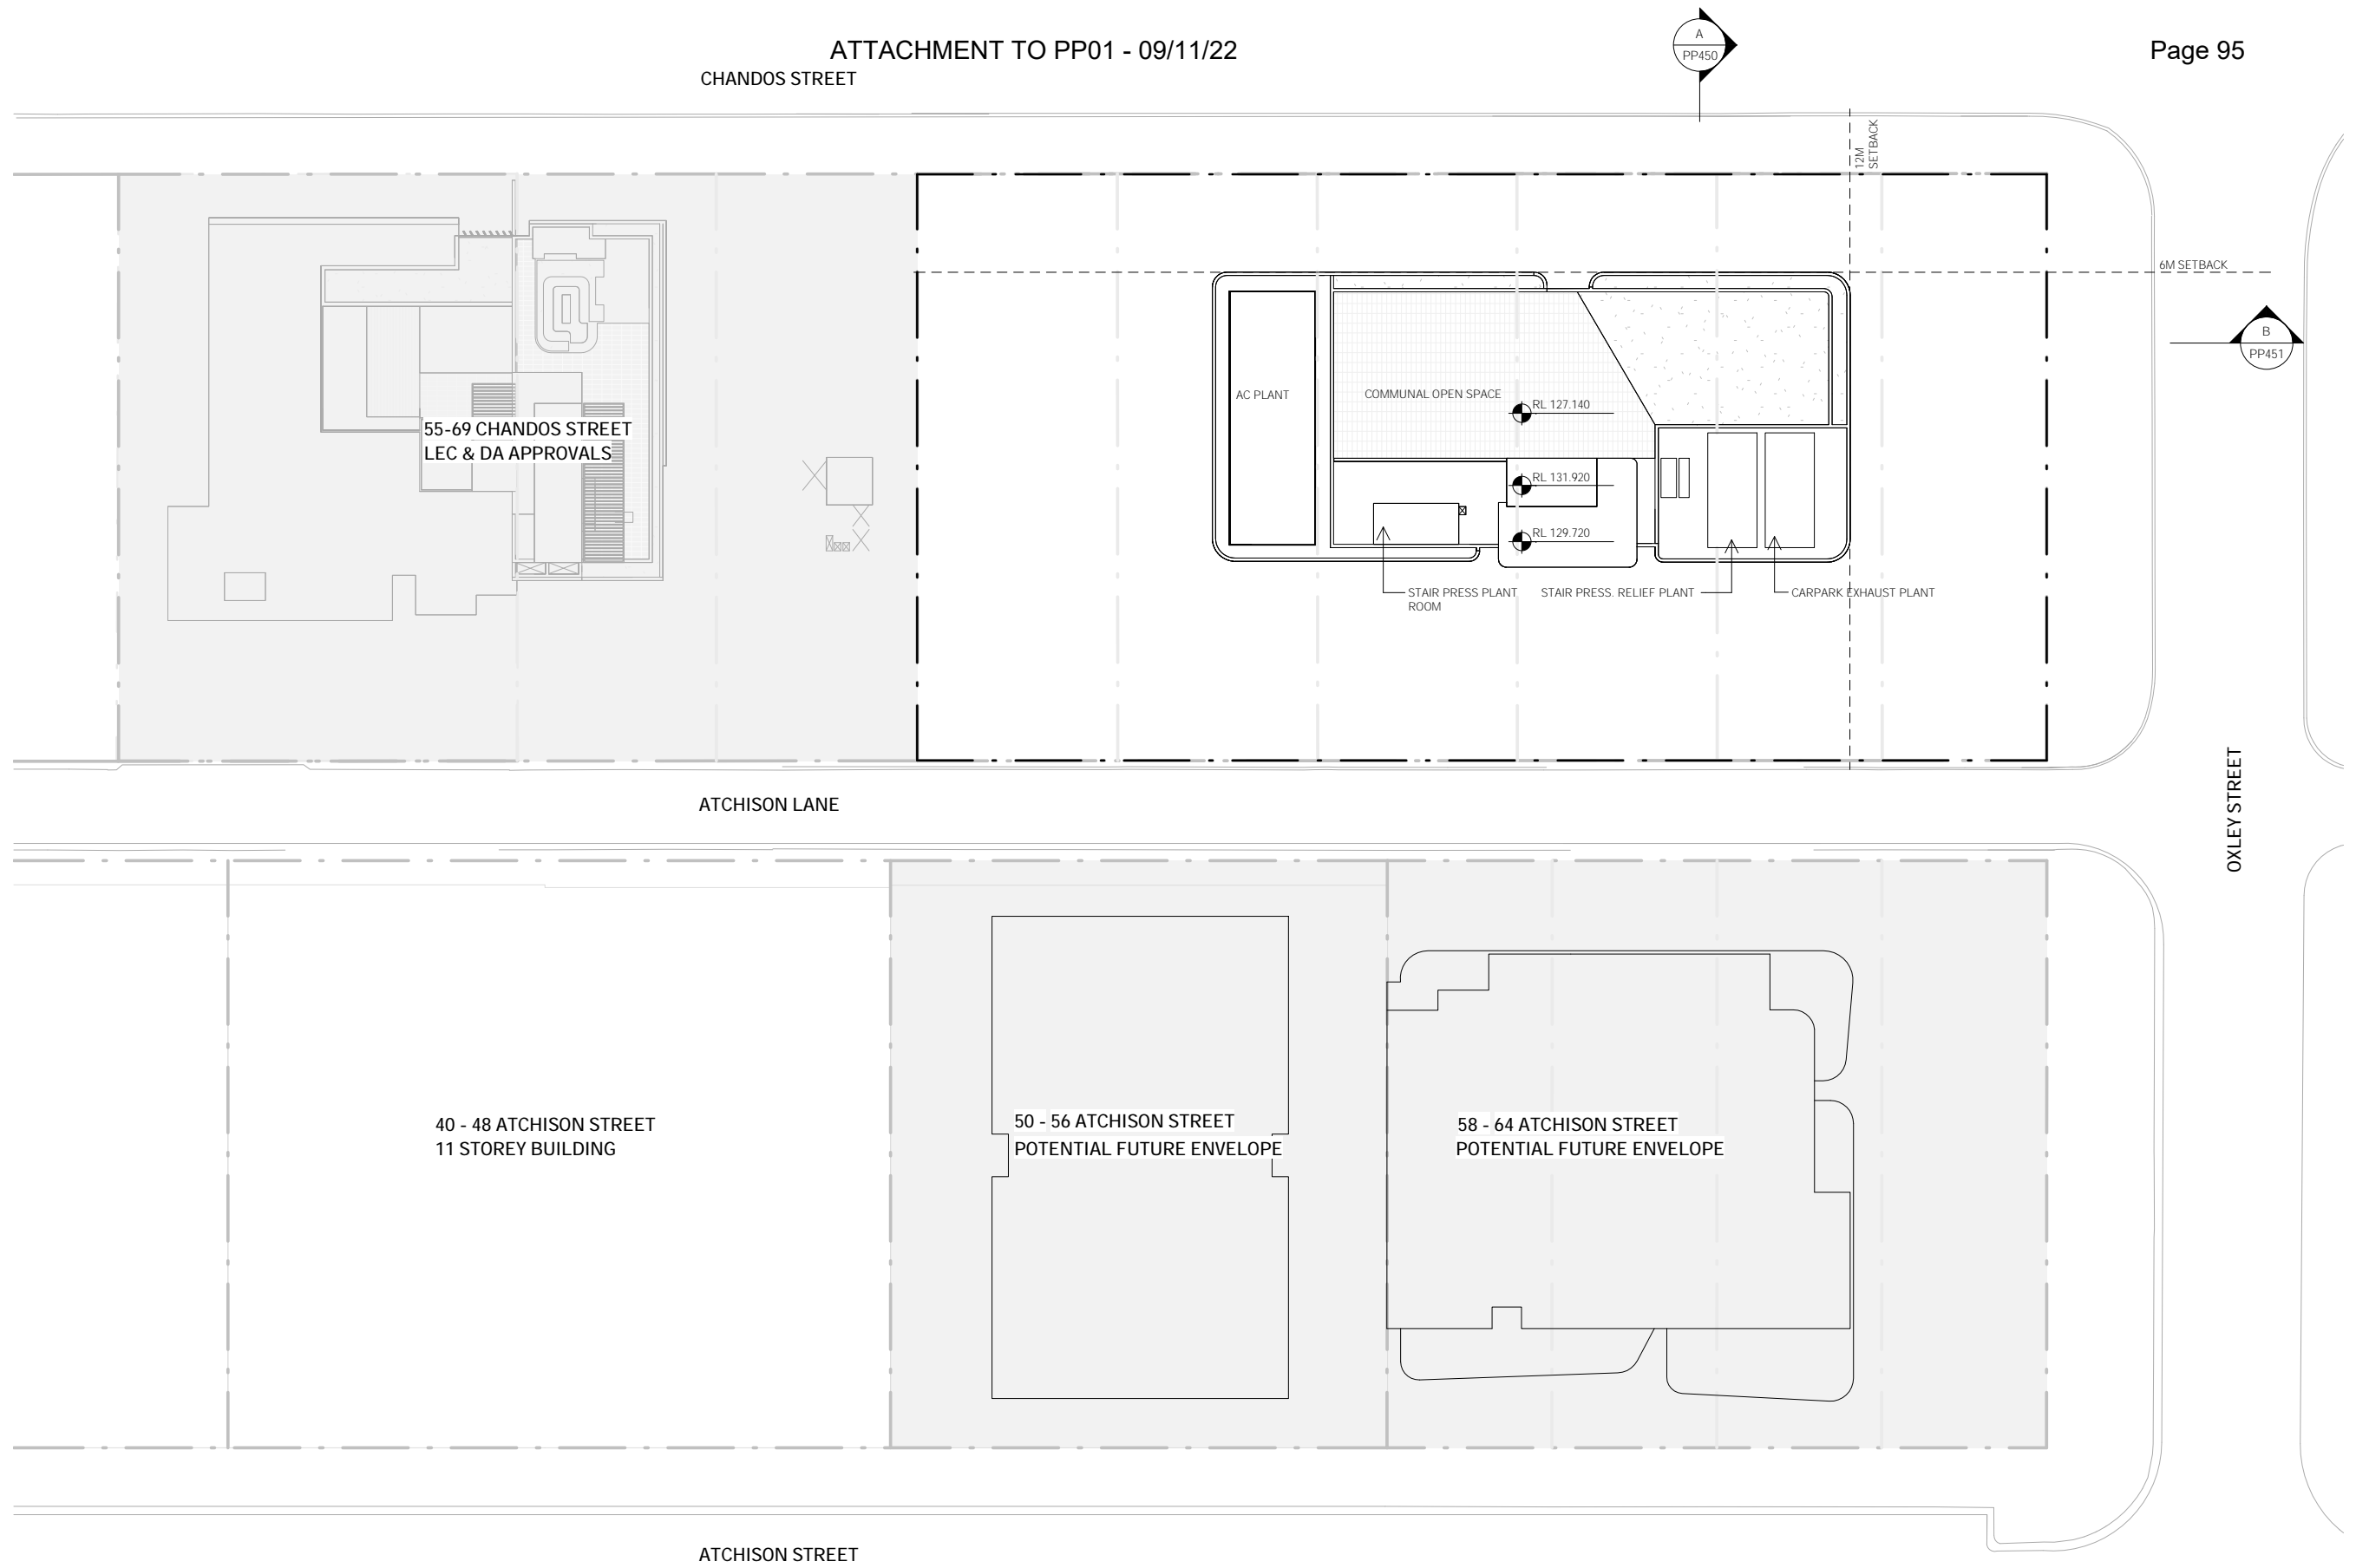 ATTACHMENT TO PP01 - 09/11/22
Page 95
CHANDOS STREET
A
PP450
12M
SETBACK
6M SETBACK
B
PP451
AC PLANT
COMMUNAL OPEN SPACE
RL 127.140
55-69 CHANDOS STREET
LEC & DA APPROVALS
RL 131.920
RL 129.720
STAIR PRESS PLANT
ROOM
STAIR PRESS. RELIEF PLANT
CARPARK EXHAUST PLANT
ATCHISON LANE
OXLEY STREET
40 - 48 ATCHISON STREET
11 STOREY BUILDING
50 - 56 ATCHISON STREET
POTENTIAL FUTURE ENVELOPE
58 - 64 ATCHISON STREET
POTENTIAL FUTURE ENVELOPE
ATCHISON STREET